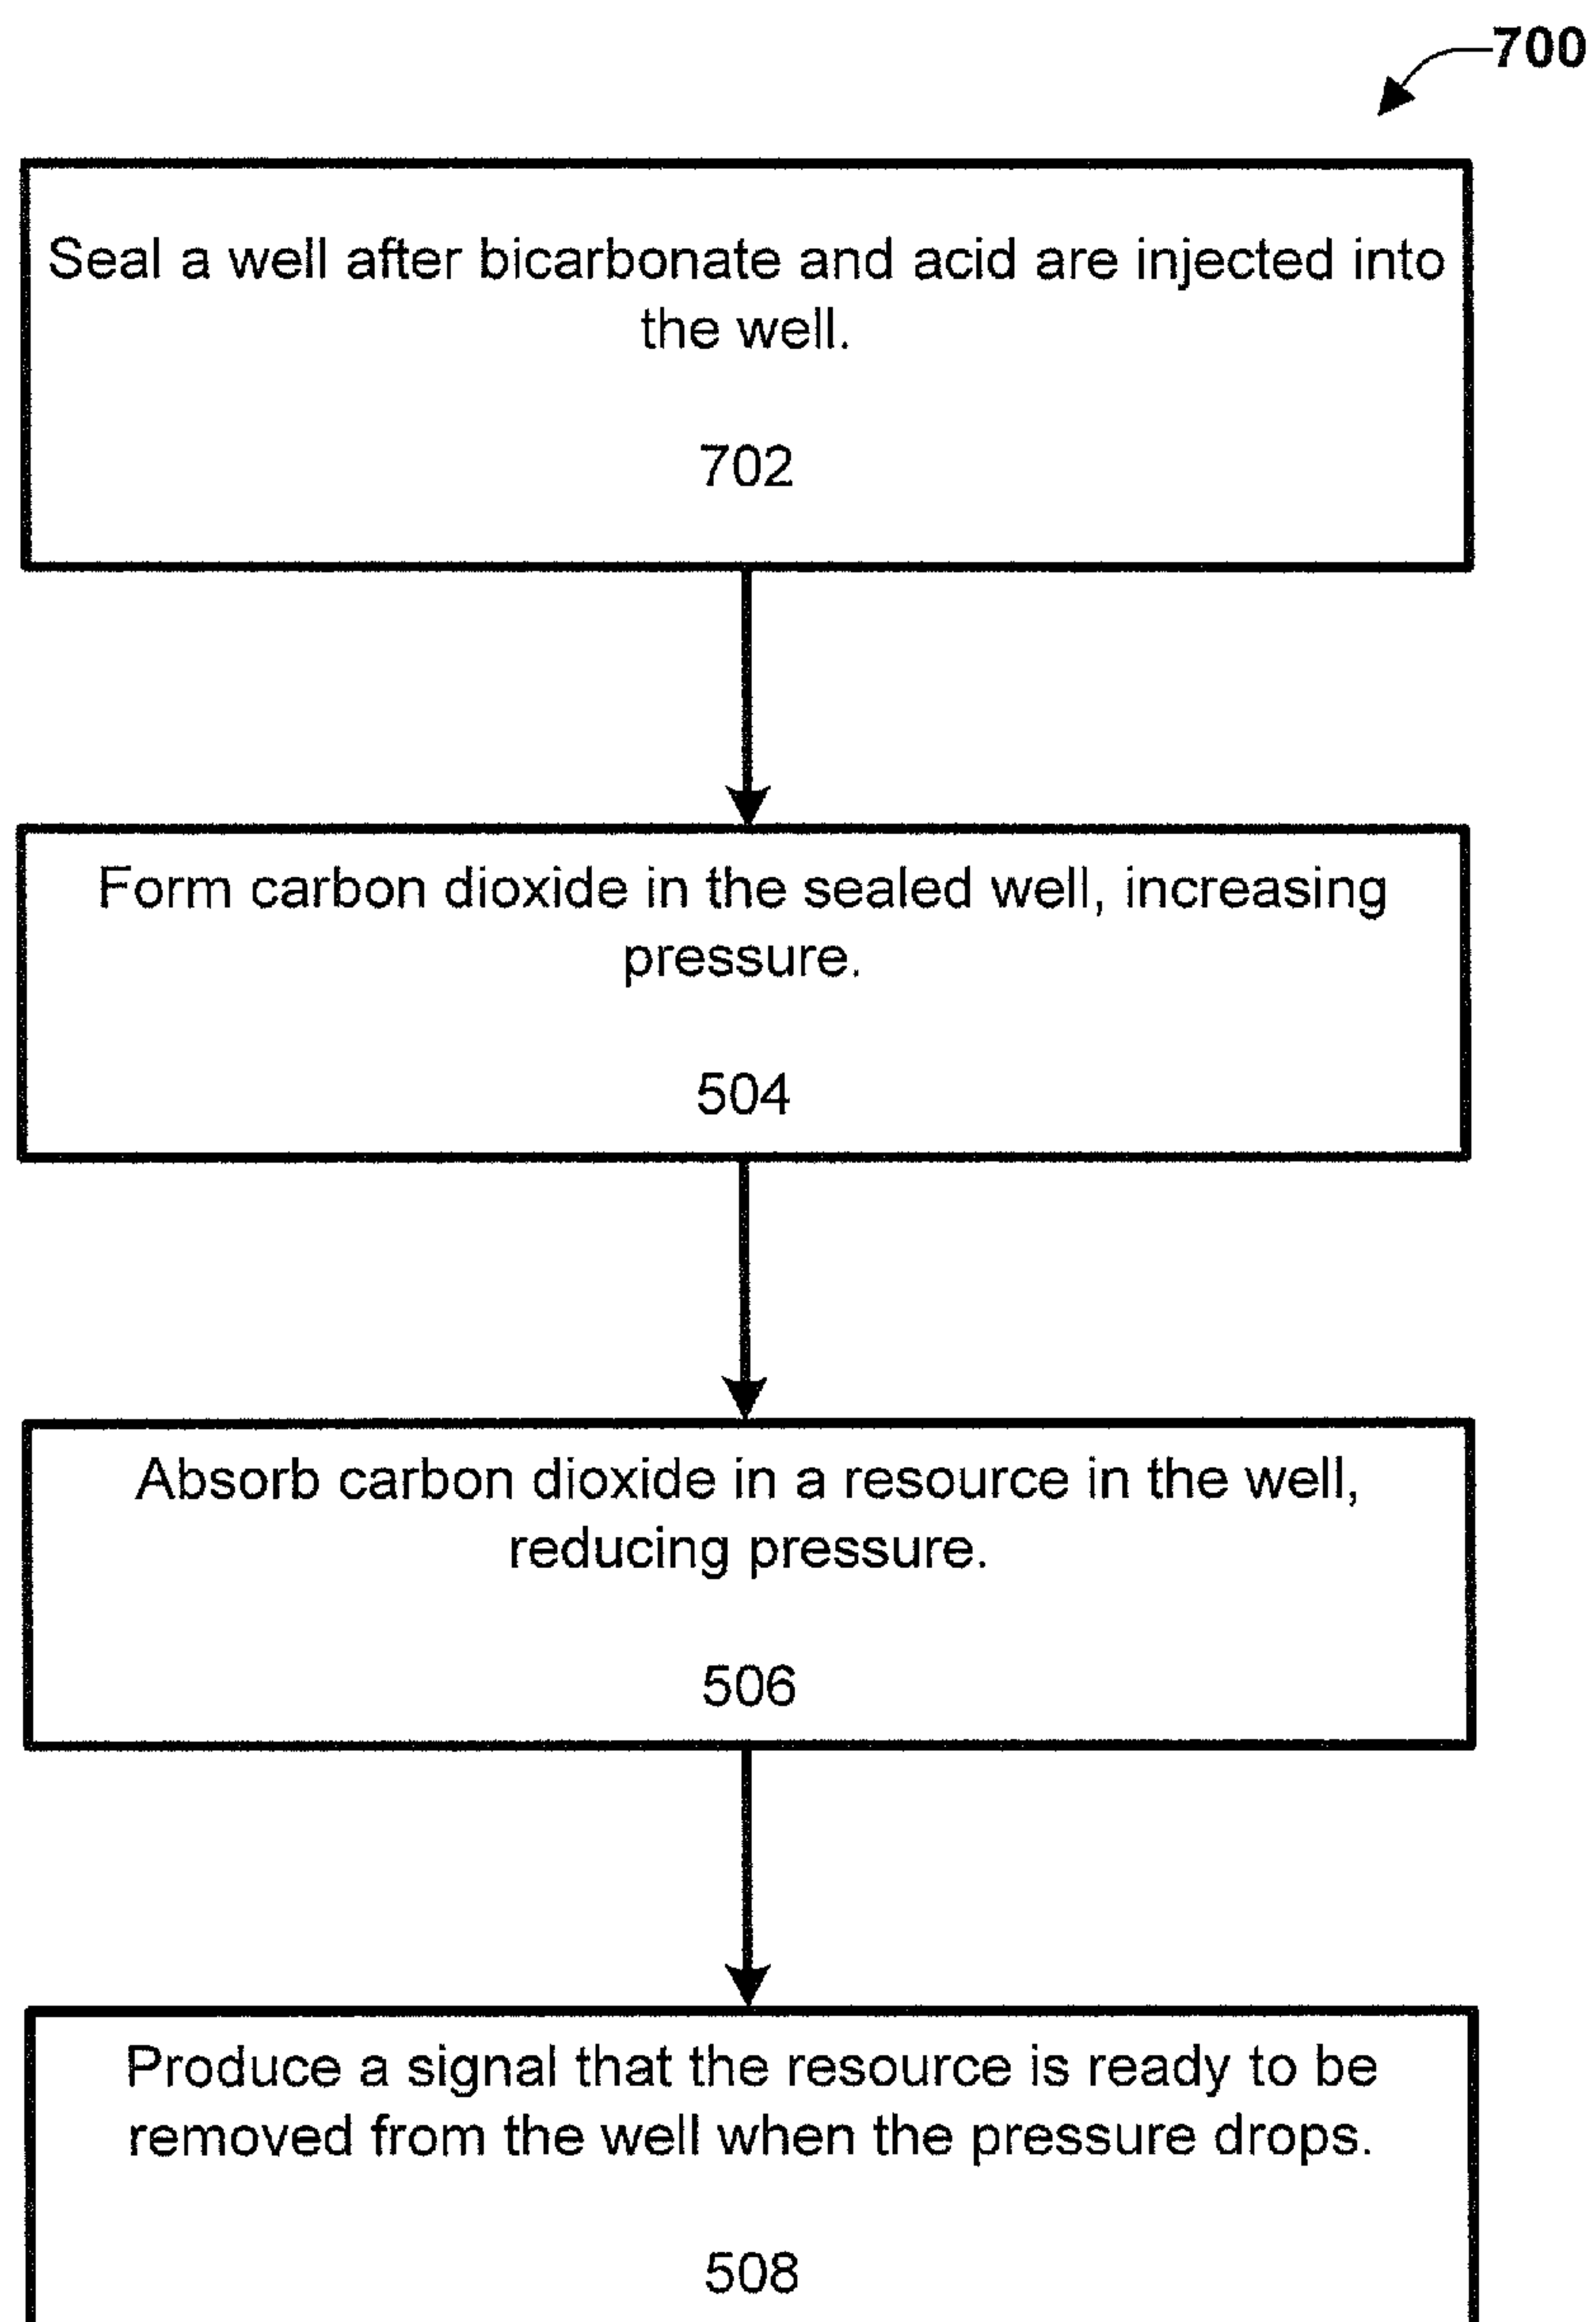 700
Seal a well after bicarbonate and acid are injected into
the well.
702
Form carbon dioxide in the sealed well, increasing
pressure.
504
Absorb carbon dioxide in a resource in the well,
reducing pressure.
506
Produce a signal that the resource is ready to be
removed from the well when the pressure drops.
508